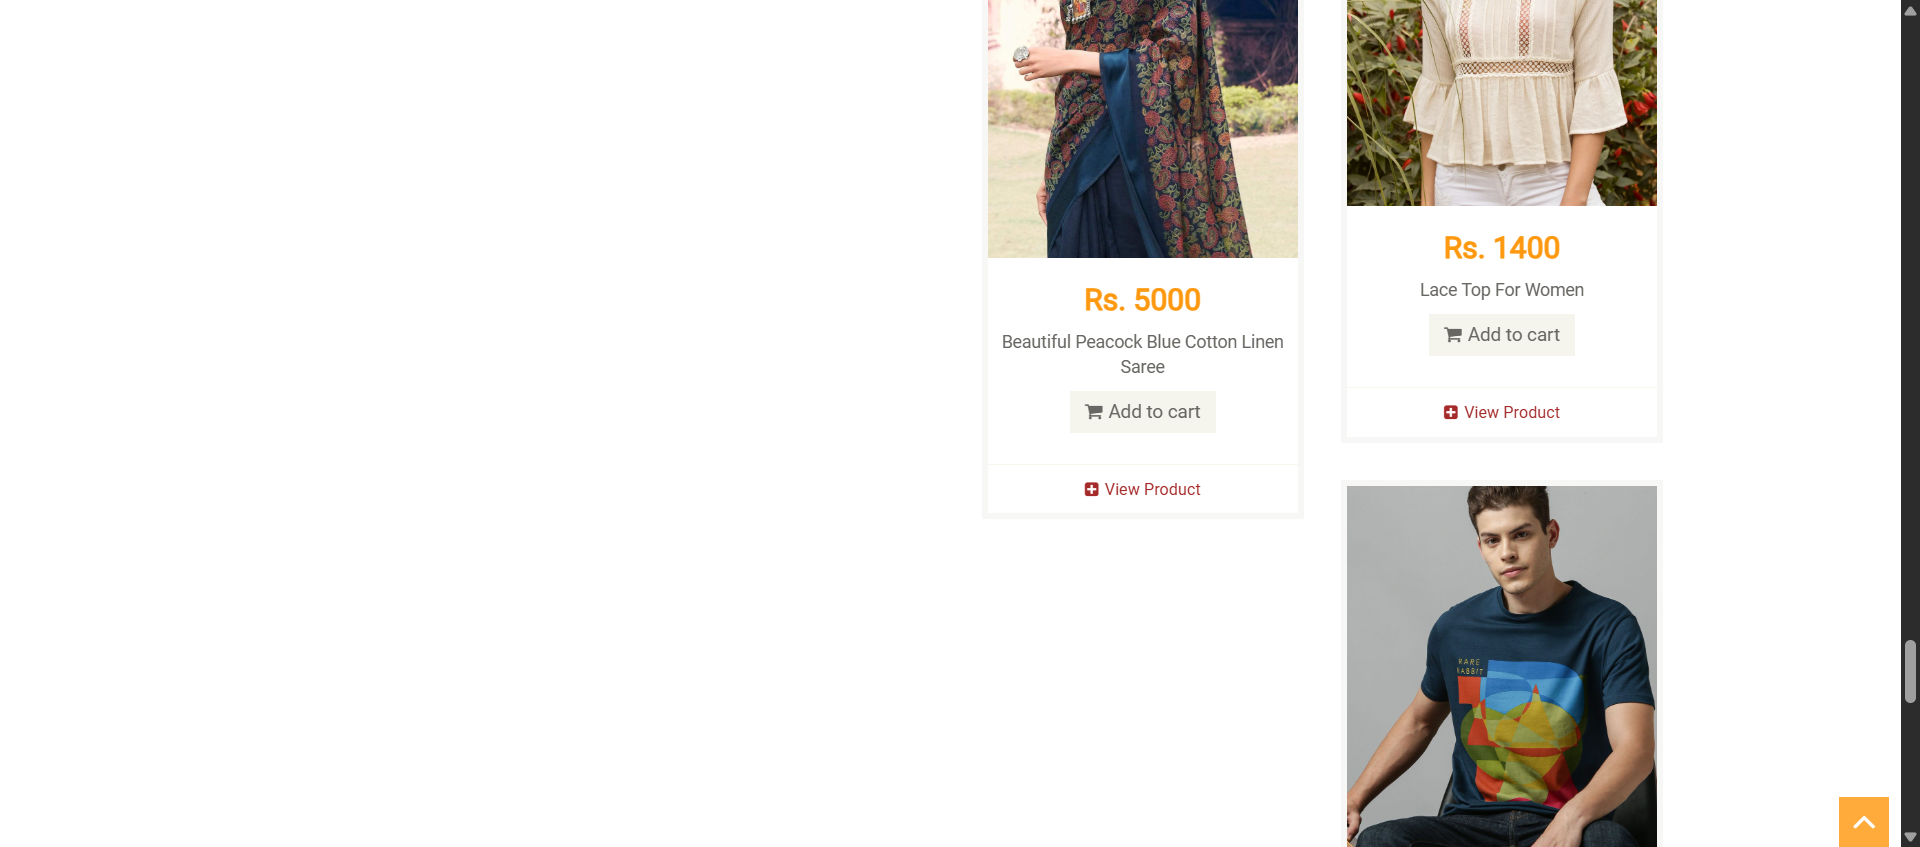 Rs. 5000
Beautiful Peacock Blue Cotton Linen
Saree
Add to cart
View Product
Rs. 1400
Lace Top For Women
Add to cart
View Product
RARE
RABBIT